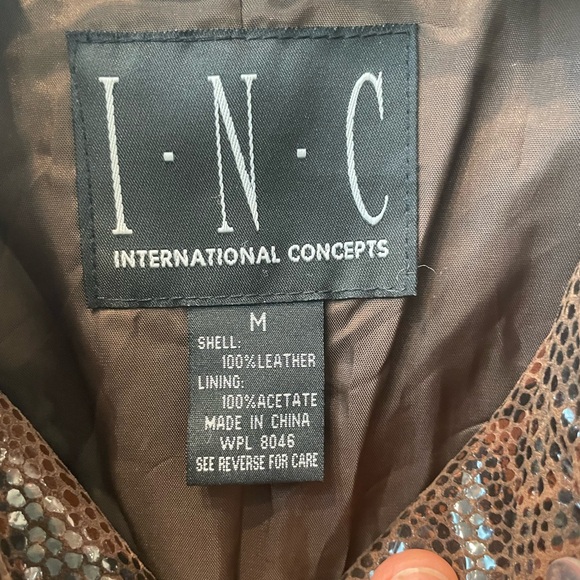 I·N·C
INTERNATIONAL CONCEPTS
M
SHELL:
100%LEATHER
LINING:
100%ACETATE
MADE IN CHINA
WPL 8046
SEE REVERSE FOR CARE